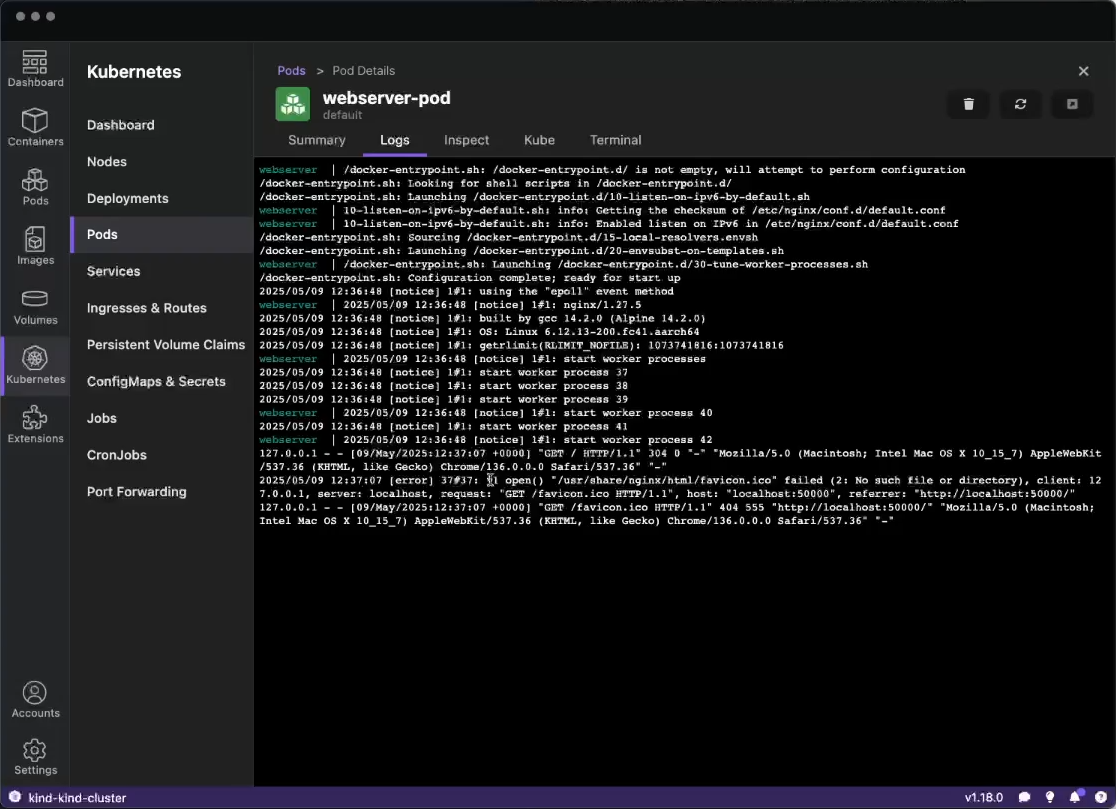 Dashboard
Containers
Pods
Images
Volumes
Kubernetes
Extensions
Accounts
Settings
Kubernetes
Dashboard
Nodes
Deployments
Pods
Services
Ingresses & Routes
Persistent Volume Claims
ConfigMaps & Secrets
Jobs
CronJobs
Port Forwarding
Pods > Pod Details
webserver-pod
default
Summary Logs Inspect Kube Terminal
webserver | /docker-entrypoint.sh: /docker-entrypoint.d/ is not empty, will attempt to perform configuration
/docker-entrypoint.sh: Looking for shell scripts in /docker-entrypoint.d/
/docker-entrypoint.sh: Launching /docker-entrypoint.d/10-listen-on-ipv6-by-default.sh
webserver | 10-listen-on-ipv6-by-default.sh: info: Getting the checksum of /etc/nginx/conf.d/default.conf
webserver | 10-listen-on-ipv6-by-default.sh: info: Enabled listen on IPv6 in /etc/nginx/conf.d/default.conf
/docker-entrypoint.sh: Sourcing /docker-entrypoint.d/15-local-resolvers.envsh
/docker-entrypoint.sh: Launching /docker-entrypoint.d/20-envsubst-on-templates.sh
webserver | /docker-entrypoint.sh: Launching /docker-entrypoint.d/30-tune-worker-processes.sh
/docker-entrypoint.sh: Configuration complete; ready for start up
2025/05/09 12:36:48 [notice] 1#1: using the "epoll" event method
webserver | 2025/05/09 12:36:48 [notice] 1#1: nginx/1.27.5
2025/05/09 12:36:48 [notice] 1#1: built by gcc 14.2.0 (Alpine 14.2.0)
2025/05/09 12:36:48 [notice] 1#1: OS: Linux 6.12.13-200.fc41.aarch64
2025/05/09 12:36:48 [notice] 1#1: getrlimit(RLIMIT_NOFILE): 1073741816:1073741816
webserver | 2025/05/09 12:36:48 [notice] 1#1: start worker processes
2025/05/09 12:36:48 [notice] 1#1: start worker process 37
2025/05/09 12:36:48 [notice] 1#1: start worker process 38
2025/05/09 12:36:48 [notice] 1#1: start worker process 39
webserver | 2025/05/09 12:36:48 [notice] 1#1: start worker process 40
2025/05/09 12:36:48 [notice] 1#1: start worker process 41
webserver | 2025/05/09 12:36:48 [notice] 1#1: start worker process 42
127.0.0.1 - - [09/May/2025:12:37:07 +0000] "GET / HTTP/1.1" 304 0 "-" "Mozilla/5.0 (Macintosh; Intel Mac OS X 10_15_7) AppleWebKit
/537.36 (KHTML, like Gecko) Chrome/136.0.0.0 Safari/537.36" "-"
2025/05/09 12:37:07 [error] 37#37: open() "/usr/share/nginx/html/favicon.ico" failed (2: No such file or directory), client: 12
7.0.0.1, server: localhost, request: "GET /favicon.ico HTTP/1.1", host: "localhost:50000", referrer: "http://localhost:50000/"
127.0.0.1 - - [09/May/2025:12:37:07 +0000] "GET /favicon.ico HTTP/1.1" 404 555 "http://localhost:50000/" "Mozilla/5.0 (Macintosh;
Intel Mac OS X 10_15_7) AppleWebKit/537.36 (KHTML, like Gecko) Chrome/136.0.0.0 Safari/537.36" "-"
kind-kind-cluster
v1.18.0